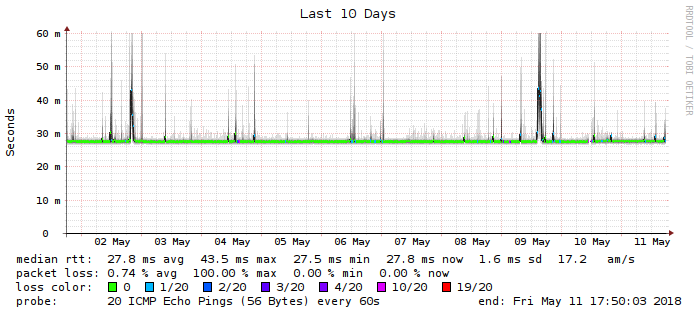 Last 10 Days
RRDTOOL / TOBI OETIKER
Seconds
60 m
50 m
40 m
30 m
20 m
10 m
0
02 May 03 May 04 May 05 May 06 May 07 May 08 May 09 May 10 May 11 May
median rtt: 27.8 ms avg 43.5 ms max 27.5 ms min 27.8 ms now 1.6 ms sd 17.2 am/s
packet loss: 0.74 % avg 100.00 % max 0.00 % min 0.00 % now
loss color: 0 1/20 2/20 3/20 4/20 10/20 19/20
probe: 20 ICMP Echo Pings (56 Bytes) every 60s end: Fri May 11 17:50:03 2018